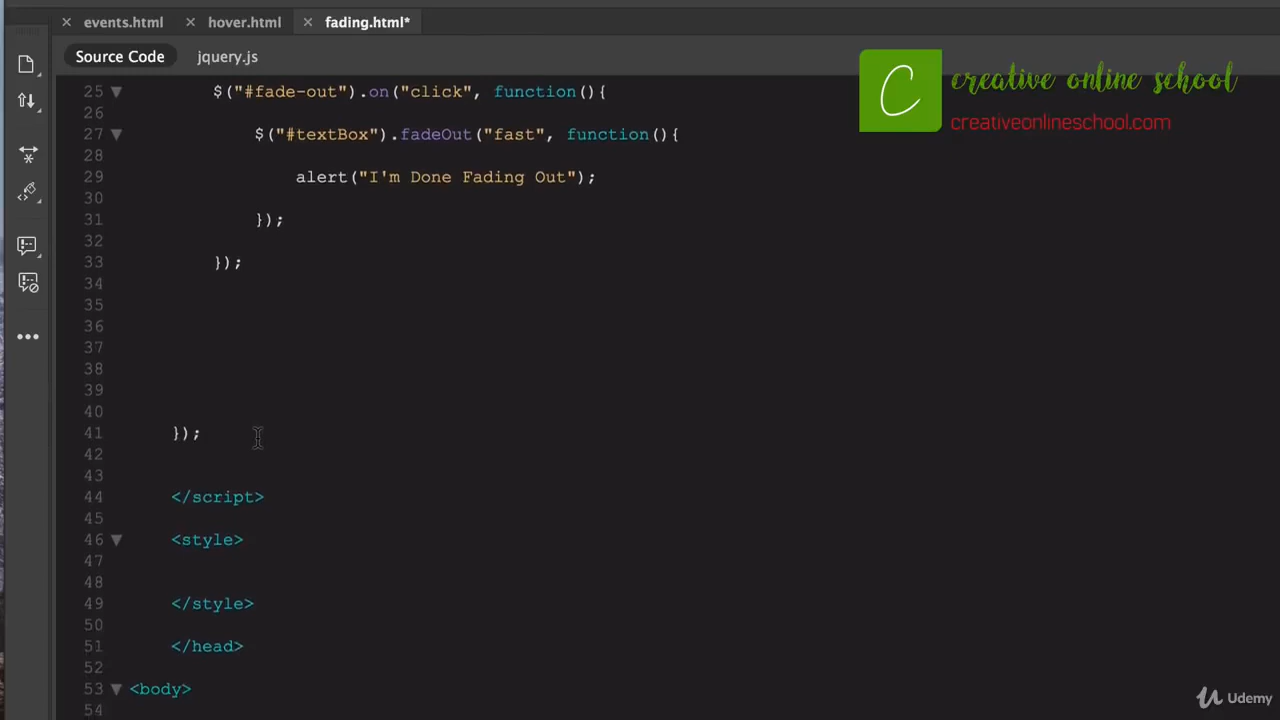 events.html hover.html fading.html*
Source Code jquery.js
creative online school
creativeonlineschool.com
25 $("#fade-out").on("click", function(){
26
27 $("#textBox").fadeOut("fast", function(){
28
29 alert("I'm Done Fading Out");
30
31 });
32
33 });
34
35
36
37
38
39
40
41 });
42
43
44 </script>
45
46 <style>
47
48
49 </style>
50
51 </head>
52
53 <body>
54
Udemy